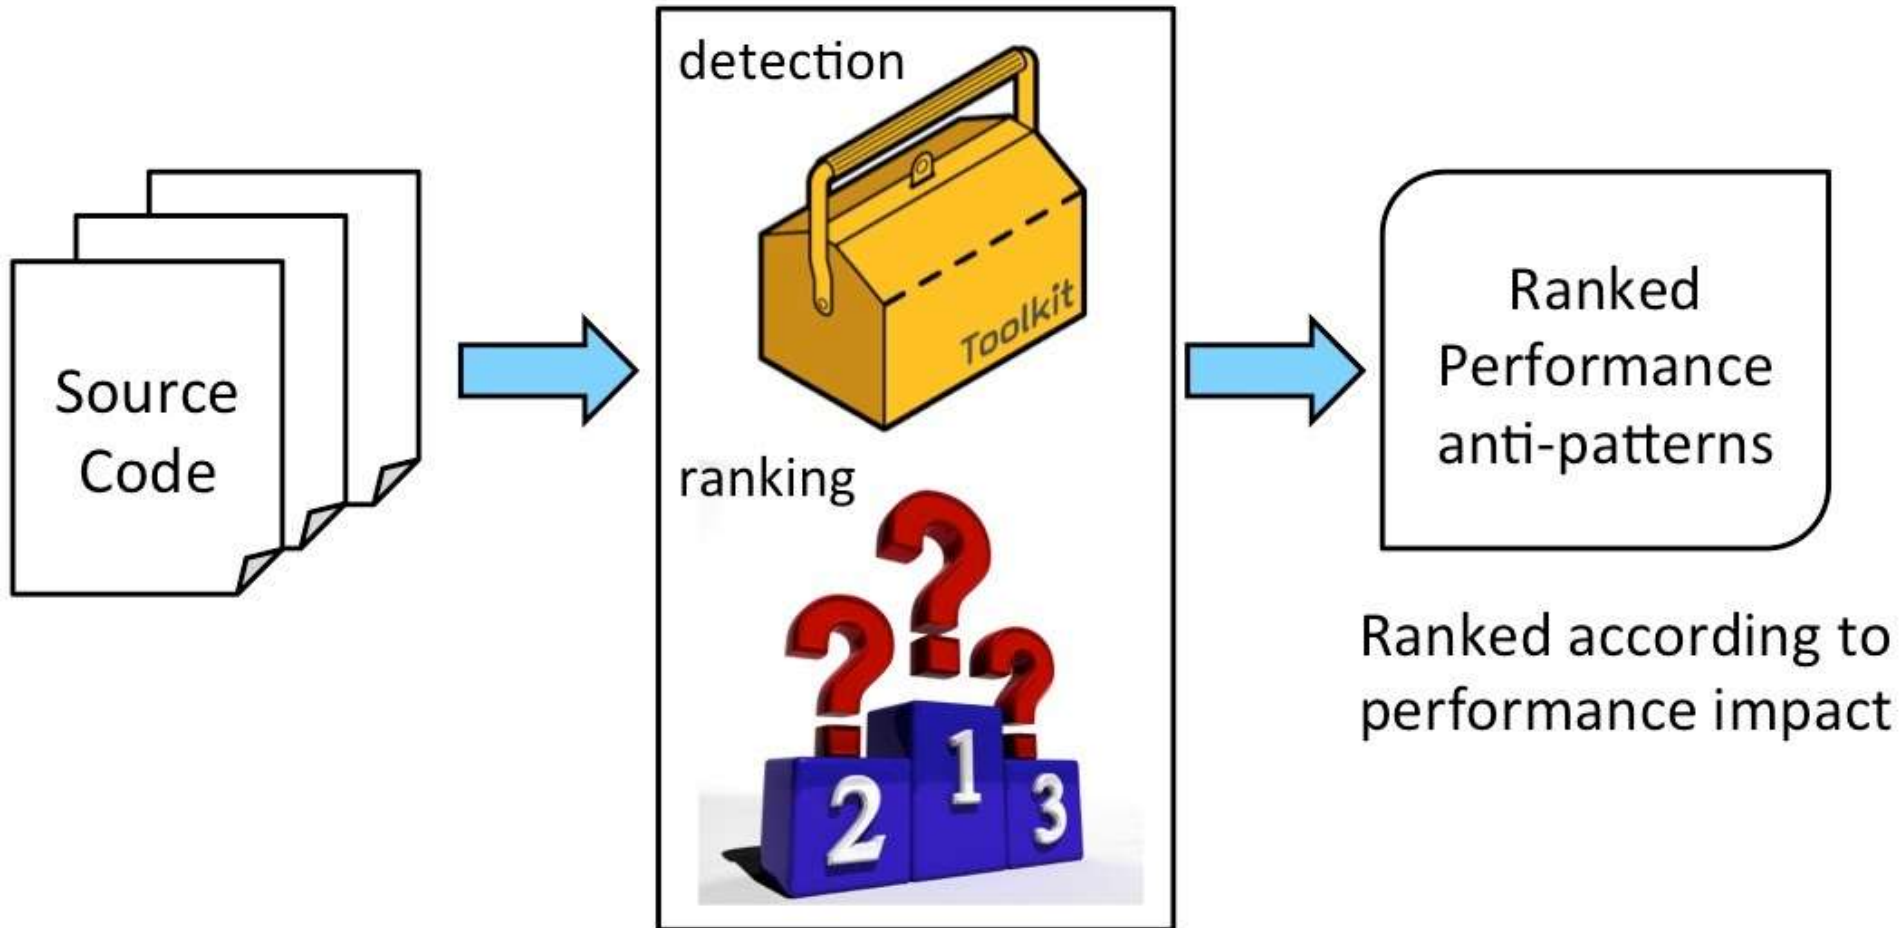 Source
Code
detection
Toolkit
ranking
2
1
3
Ranked
Performance
anti-patterns
Ranked according to
performance impact